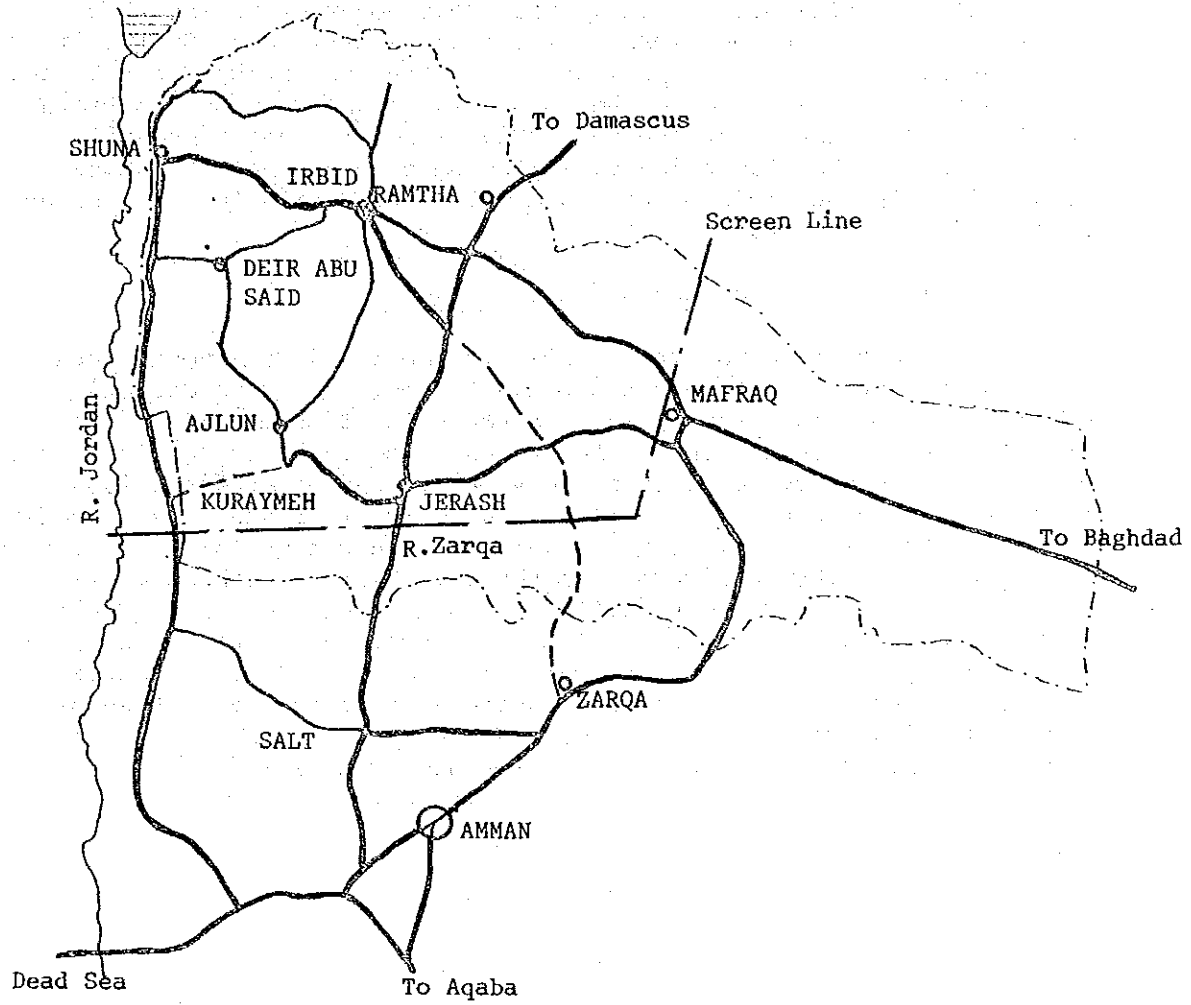 To Damascus
SHUNA
IRBID
RAMTHA
Screen Line
DEIR ABU
SAID
MAFRAQ
R. Jordan
AJLUN
KURAYMEH
JERASH
To Baghdad
R.Zarqa
ZARQA
SALT
AMMAN
Dead Sea
To Aqaba